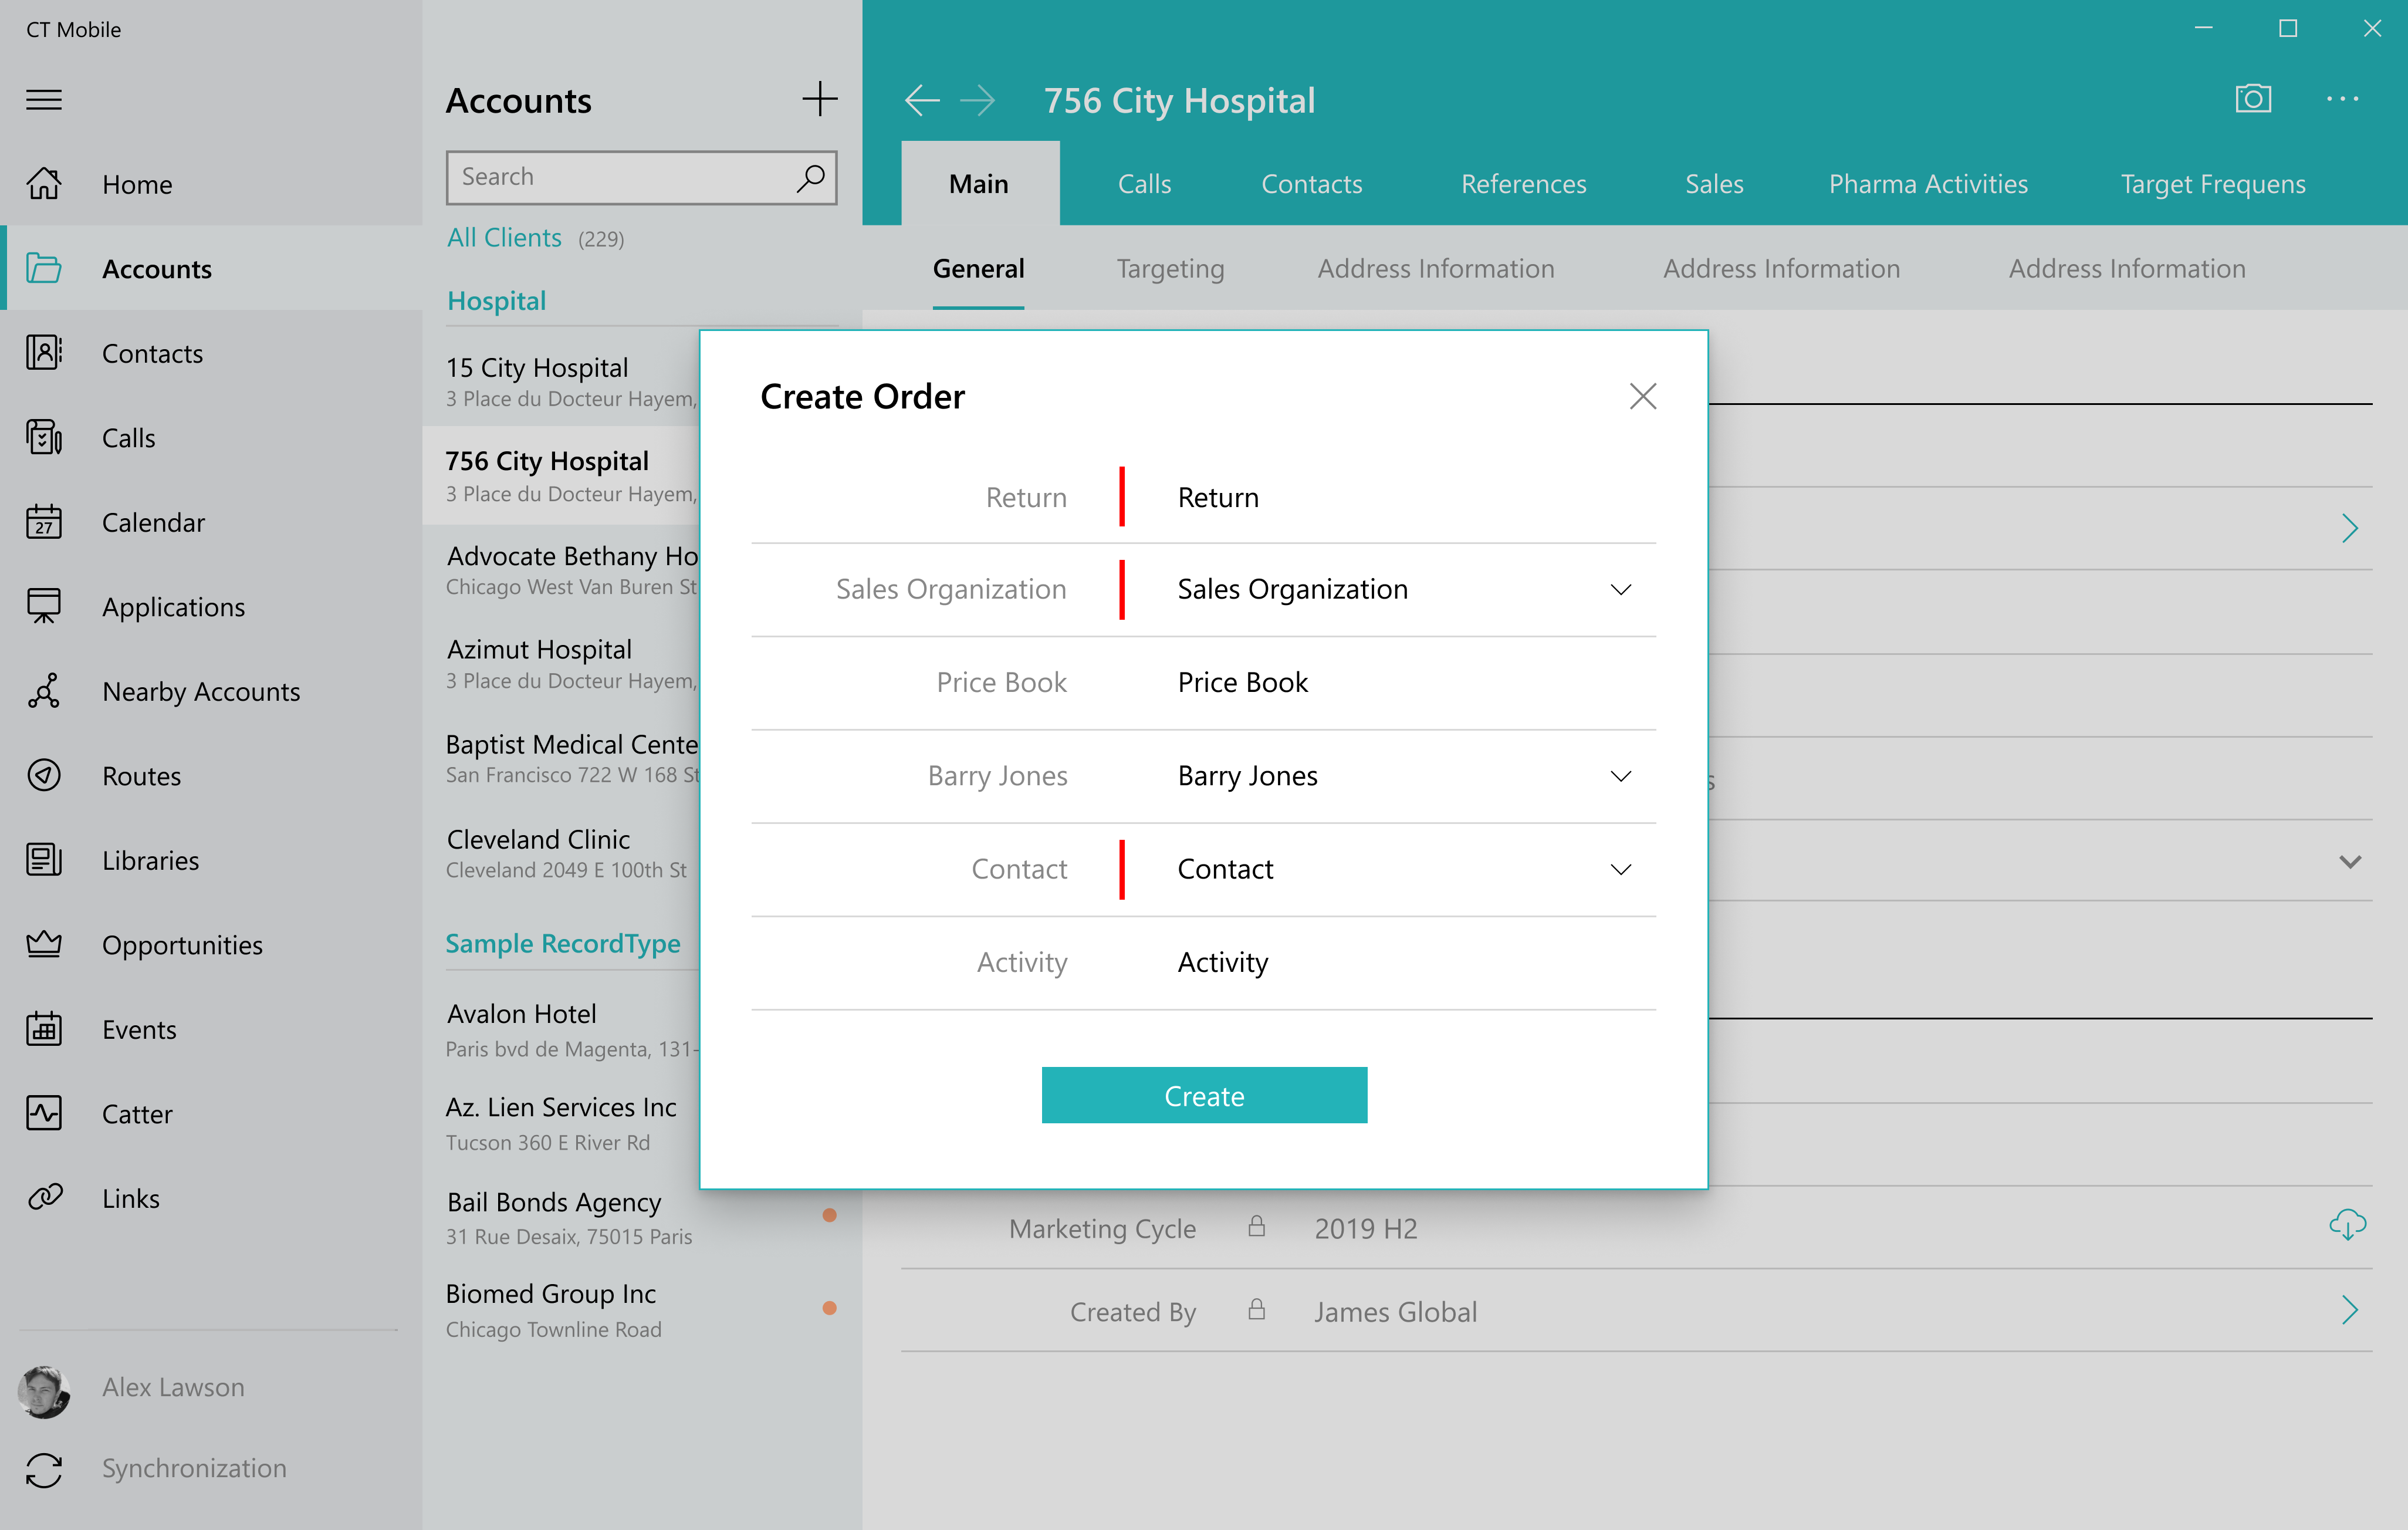 CT Mobile
Home
Accounts
Contacts
Calls
27
Calendar
Applications
Nearby Accounts
Routes
Libraries
Opportunities
Events
Catter
Links
Alex Lawson
Synchronization
Accounts
Search
All Clients (229)
Hospital
15 City Hospital
3 Place du Docteur Hayem,
756 City Hospital
3 Place du Docteur Hayem,
Advocate Bethany Ho
Chicago West Van Buren St
Azimut Hospital
3 Place du Docteur Hayem,
Baptist Medical Cente
San Francisco 722 W 168 St
Cleveland Clinic
Cleveland 2049 E 100th St
Sample RecordType
Avalon Hotel
Paris bvd de Magenta, 131-
Az. Lien Services Inc
Tucson 360 E River Rd
Bail Bonds Agency
31 Rue Desaix, 75015 Paris
Biomed Group Inc
Chicago Townline Road
756 City Hospital
Main Calls Contacts References Sales Pharma Activities Target Frequens
General Targeting Address Information Address Information Address Information
Create Order
Return Return
Sales Organization Sales Organization
Price Book Price Book
Barry Jones Barry Jones
Contact Contact
Activity Activity
Create
s
Marketing Cycle 2019 H2
Created By James Global